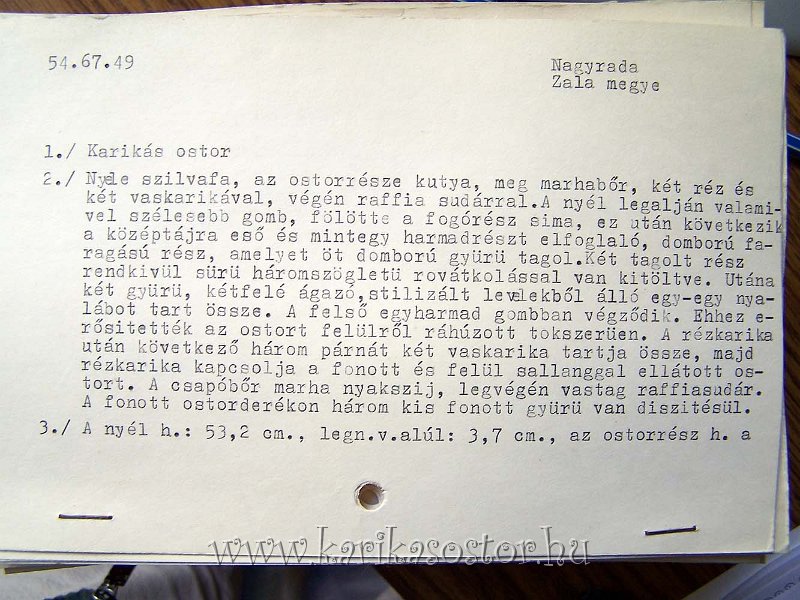 54.67.49
Nagyrada
Zala megye
1./ Karikás ostor
2./ Nyele szilvafa, az ostorrésze kutya, meg marhabőr, két réz és
két vaskarikával, végén raffia sudárral.A nyél legalján valami-
vel szélesebb gomb, fölötte a fogórész sima, ez után következik
a középtájra eső és mintegy harmadrészt elfoglaló, domború fa-
ragású rész, amelyet öt domború gyürü tagol.Két tagolt rész
rendkivül sürü háromszögletü rovátkolással van kitöltve. Utána
két gyürü, kétfelé ágazó,stilizált levelekből álló egy-egy nya-
lábot tart össze. A felső egyharmad gombban végződik. Ehhez e-
rősitették az ostort felülről ráhúzott tokszerüen. A rézkarika
után következő három párnát két vaskarika tartja össze, majd
rézkarika kapcsolja a fonott és felül sallanggal ellátott os-
tort. A csapóbőr marha nyakszij, legvégén vastag raffiasudár.
A fonott ostorderékon három kis fonott gyürü van diszitésül.
3./ A nyél h.: 53,2 cm., legn.v.alúl: 3,7 cm., az ostorrész h. a
www.karikasostor.hu